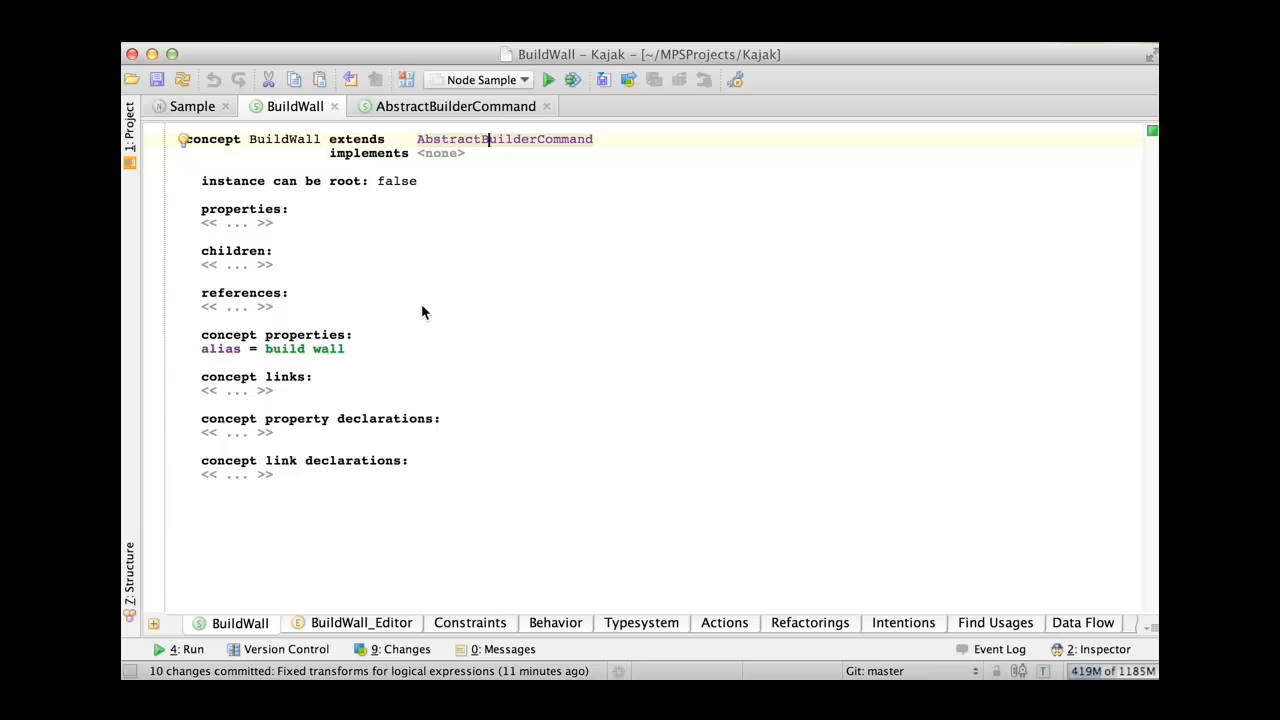 BuildWall – Kajak – [~/MPSProjects/Kajak]
Node Sample
Sample BuildWall AbstractBuilderCommand
1: Project
concept BuildWall extends AbstractBuilderCommand
implements <none>
instance can be root: false
properties:
<< ... >>
children:
<< ... >>
references:
<< ... >>
concept properties:
alias = build wall
concept links:
<< ... >>
concept property declarations:
<< ... >>
concept link declarations:
<< ... >>
7: Structure
BuildWall BuildWall_Editor Constraints Behavior Typesystem Actions Refactorings Intentions Find Usages Data Flow
4: Run Version Control 9: Changes 0: Messages Event Log 2: Inspector
10 changes committed: Fixed transforms for logical expressions (11 minutes ago) Git: master T 419M of 1185M